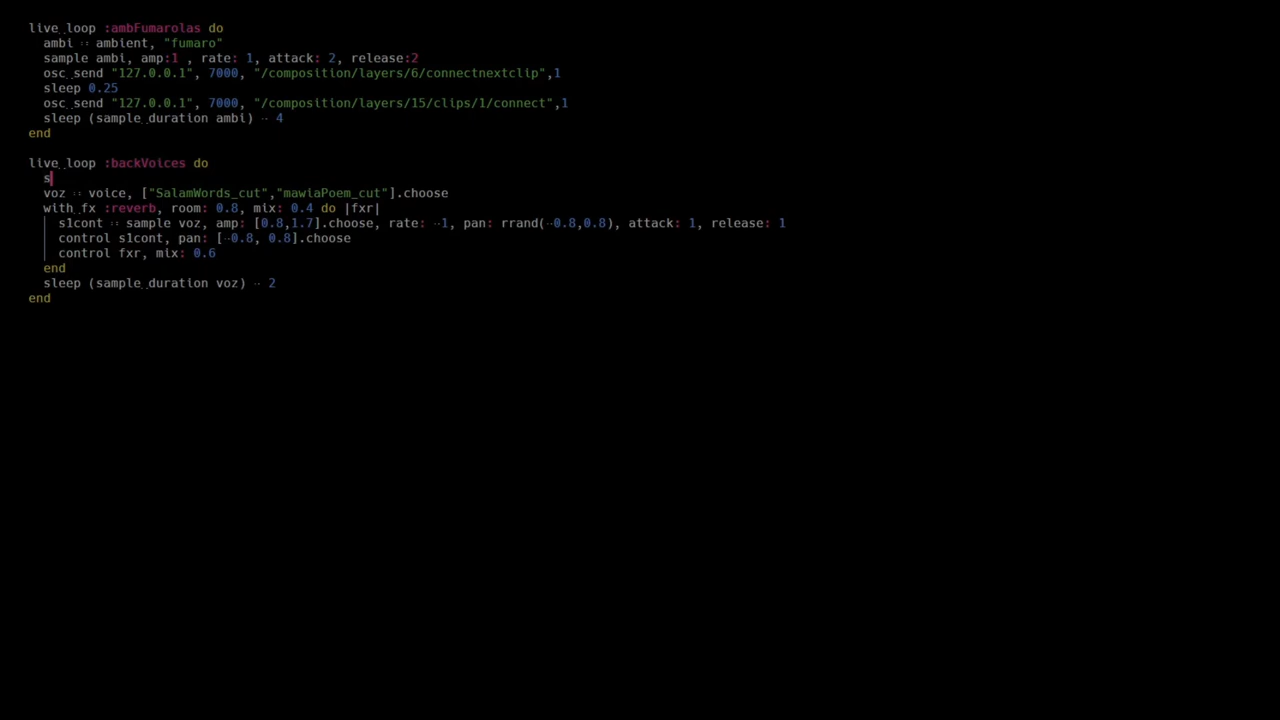 live_loop :ambFumarolas do
ambi = ambient, "fumaro"
sample ambi, amp:1 , rate: 1, attack: 2, release:2
osc_send "127.0.0.1", 7000, "/composition/layers/6/connectnextclip",1
sleep 0.25
osc_send "127.0.0.1", 7000, "/composition/layers/15/clips/1/connect",1
sleep (sample_duration ambi) - 4
end
live_loop :backVoices do
s
voz = voice, ["SalamWords_cut","mawiaPoem_cut"].choose
with_fx :reverb, room: 0.8, mix: 0.4 do |fxr|
s1cont = sample voz, amp: [0.8,1.7].choose, rate: -1, pan: rrand(-0.8,0.8), attack: 1, release: 1
control s1cont, pan: [-0.8, 0.8].choose
control fxr, mix: 0.6
end
sleep (sample_duration voz) - 2
end